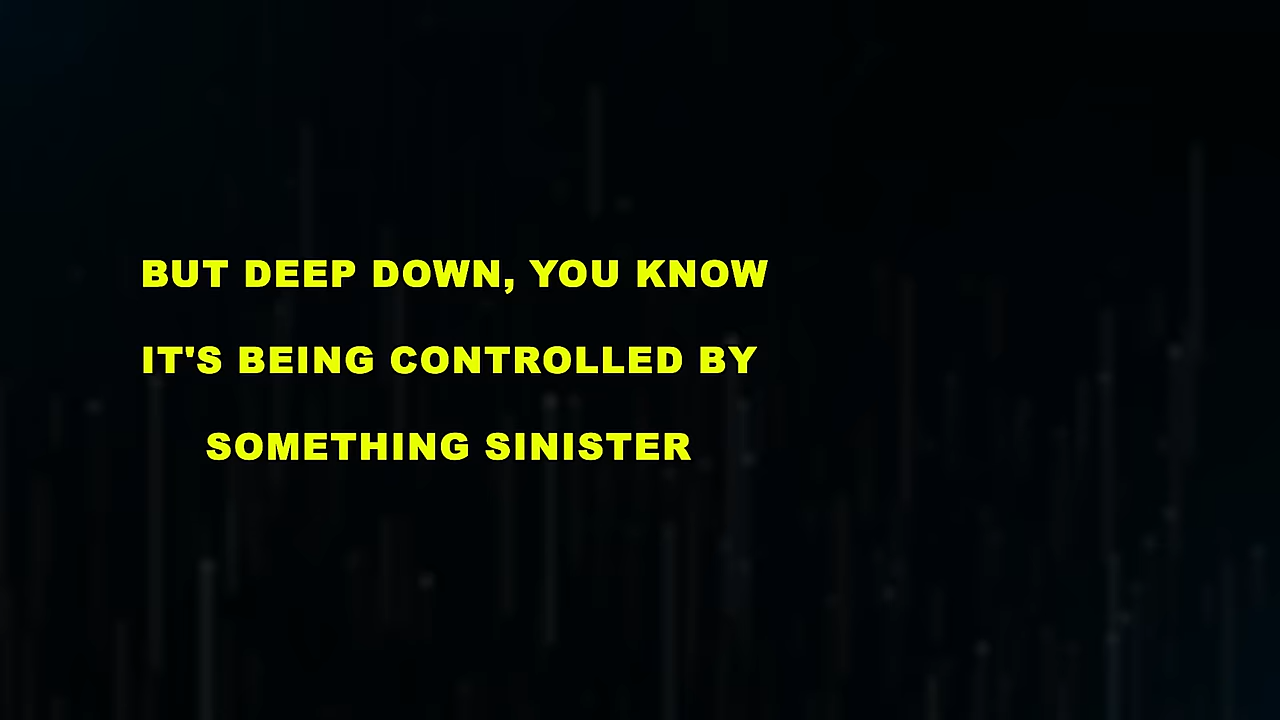 BUT DEEP DOWN, YOU KNOW
IT'S BEING CONTROLLED BY
SOMETHING SINISTER